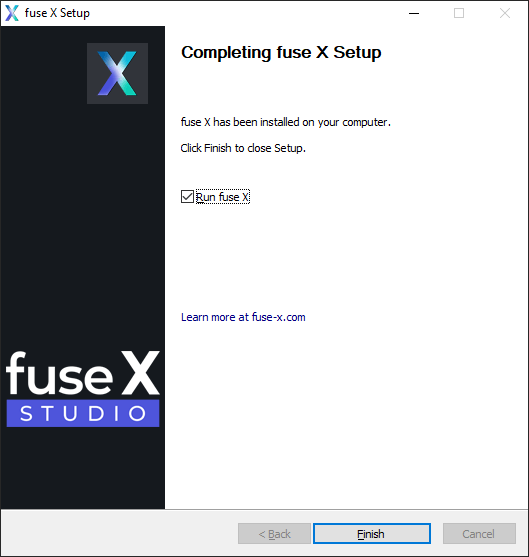 fuse X Setup
Completing fuse X Setup
fuse X has been installed on your computer.
Click Finish to close Setup.
Run fuse X
Learn more at fuse-x.com
fuse X
STUDIO
< Back
Finish
Cancel